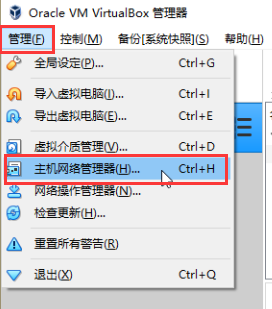 Oracle VM VirtualBox 管理器
管理(F) 控制(M) 备份[系统快照](S) 帮助(H)
全局设定(P)... Ctrl+G
导入虚拟电脑(I)... Ctrl+I
导出虚拟电脑(O)... Ctrl+E
虚拟介质管理(V)... Ctrl+D
主机网络管理器(H)... Ctrl+H
网络操作管理器(N)...
检查更新(H)...
重置所有警告(R)
退出(X) Ctrl+Q